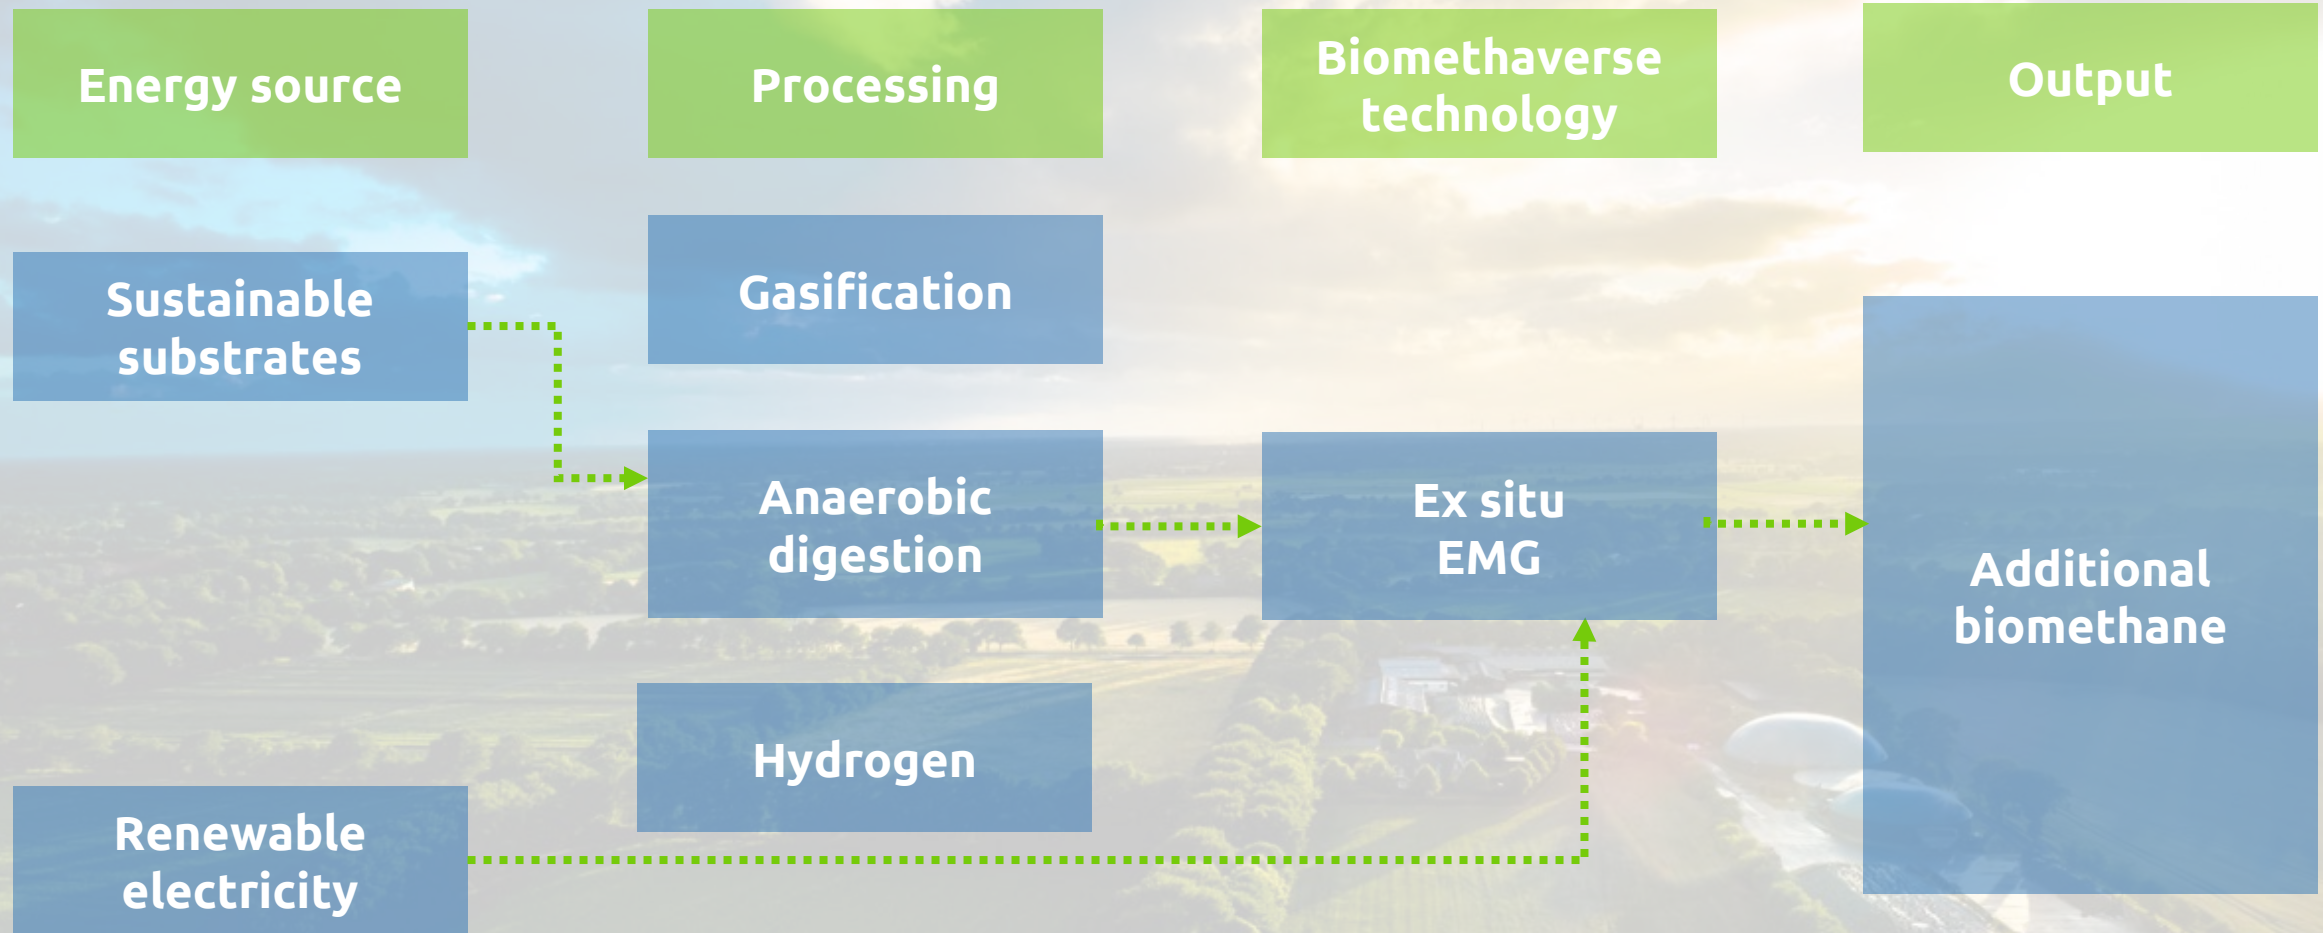 Energy source
Processing
Biomethaverse
technology
Output
Sustainable
substrates
Gasification
Anaerobic
digestion
Ex situ
EMG
Additional
biomethane
Hydrogen
Renewable
electricity